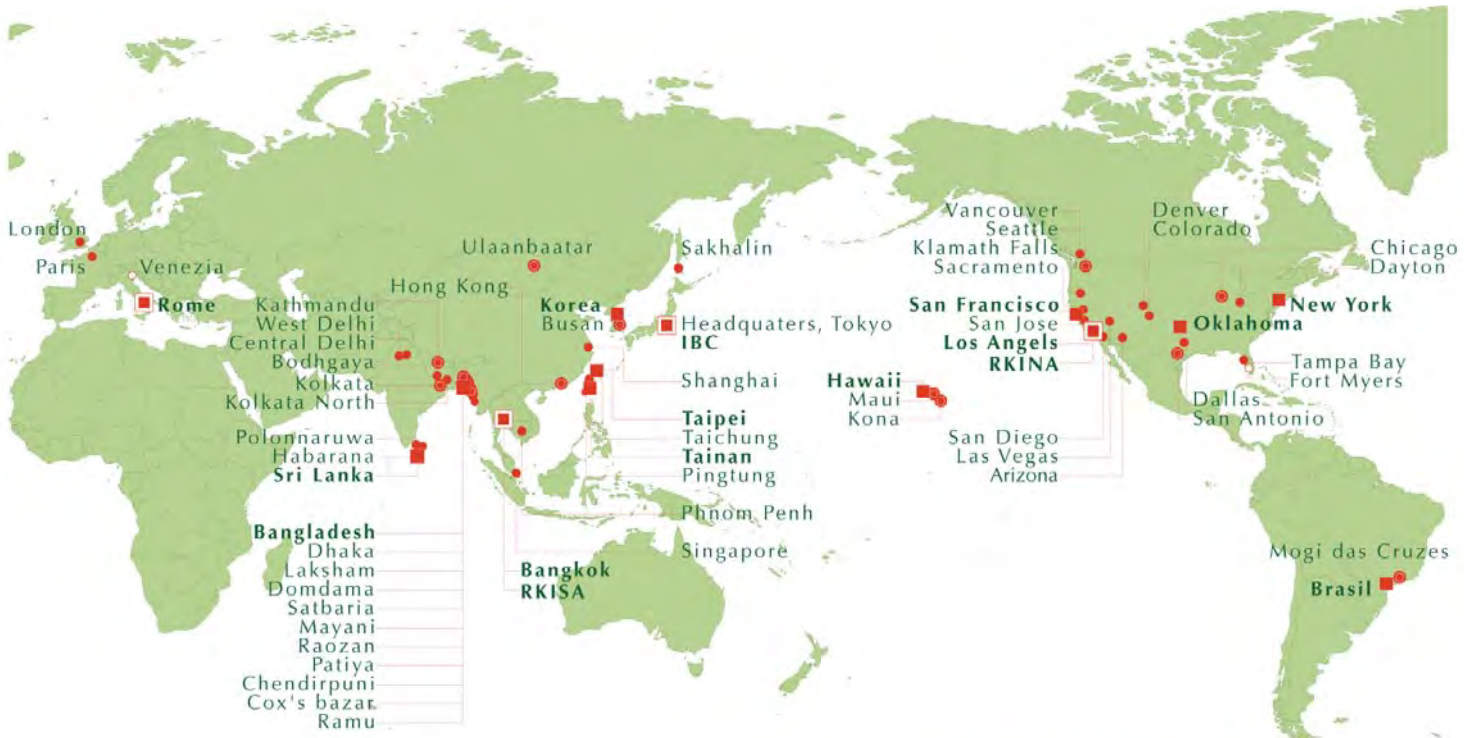 London
Paris
Venezia
Rome
Ulaanbaatar
Hong Kong
Kathmandu
West Delhi
Central Delhi
Bodhgaya
Kolkata
Kolkata North
Polonnaruwa
Habarana
Sri Lanka
Bangladesh
Dhaka
Laksham
Domdama
Satbaria
Mayani
Raozan
Patiya
Chendirpuni
Cox's bazar
Ramu
Korea
Busan
Sakhalin
Headquaters, Tokyo
IBC
Shanghai
Taipei
Taichung
Tainan
Pingtung
Phnom Penh
Singapore
Bangkok
RKISA
Vancouver
Seattle
Klamath Falls
Sacramento
San Francisco
San Jose
Los Angels
RKINA
Hawaii
Maui
Kona
San Diego
Las Vegas
Arizona
Denver
Colorado
Chicago
Dayton
New York
Oklahoma
Tampa Bay
Fort Myers
Dallas
San Antonio
Mogi das Cruzes
Brasil